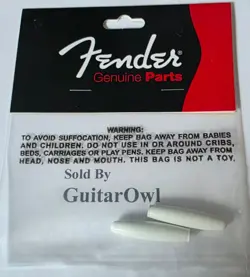 Fender
Genuine Parts
WARNING:
TO AVOID SUFFOCATION, KEEP BAG AWAY FROM BABIES
AND CHILDREN. DO NOT USE IN OR AROUND CRIBS,
BEDS, CARRIAGES OR PLAY PENS. KEEP BAG AWAY FROM
HEAD, NOSE AND MOUTH. THIS BAG IS NOT A TOY.
Sold By
GuitarOwl